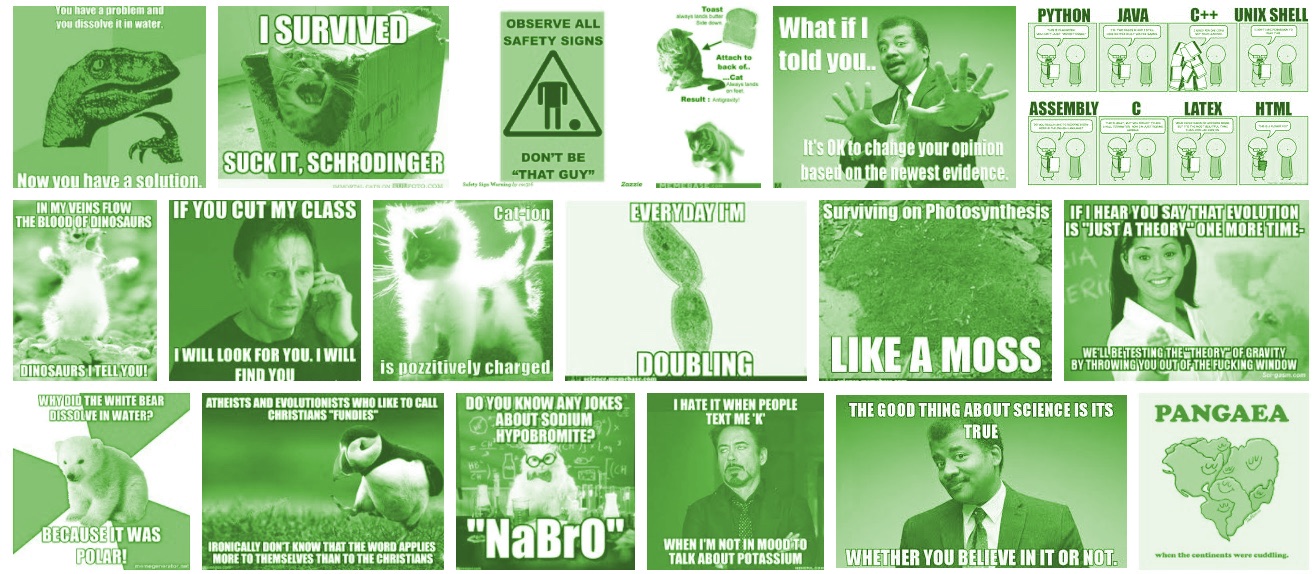 You have a problem and
you dissolve it in water.
Now you have a solution.
I SURVIVED
SUCK IT, SCHRODINGER
OBSERVE ALL
SAFETY SIGNS
DON'T BE
"THAT GUY"
Safety Sign Warning
Zazzle
Toast
always lands butter
Side down
Attach to
back of..
...Cat
Always lands
on feet
Result : Antigravity!
MEMEBASE
What if I
told you..
It's OK to change your opinion
based on the newest evidence.
PYTHON
JAVA
C++
UNIX SHELL
ASSEMBLY
C
LATEX
HTML
IN MY VEINS FLOW
THE BLOOD OF DINOSAURS
DINOSAURS I TELL YOU!
IF YOU CUT MY CLASS
I WILL LOOK FOR YOU. I WILL
FIND YOU
Cat-ion
is pozzitively charged
EVERYDAY I'M
DOUBLING
Surviving on Photosynthesis
LIKE A MOSS
IF I HEAR YOU SAY THAT EVOLUTION
IS "JUST A THEORY" ONE MORE TIME-
WE'LL BE TESTING THE "THEORY" OF GRAVITY
BY THROWING YOU OUT OF THE FUCKING WINDOW
WHY DID THE WHITE BEAR
DISSOLVE IN WATER?
BECAUSE IT WAS
POLAR!
ATHEISTS AND EVOLUTIONISTS WHO LIKE TO CALL
CHRISTIANS "FUNDIES"
IRONICALLY DON'T KNOW THAT THE WORD APPLIES
MORE TO THEMSELVES THAN TO THE CHRISTIANS
DO YOU KNOW ANY JOKES
ABOUT SODIUM
HYPOBROMITE?
"NaBrO"
I HATE IT WHEN PEOPLE
TEXT ME 'K'
WHEN I'M NOT IN MOOD TO
TALK ABOUT POTASSIUM
THE GOOD THING ABOUT SCIENCE IS ITS
TRUE
WHETHER YOU BELIEVE IN IT OR NOT.
PANGAEA
when the continents were cuddling.